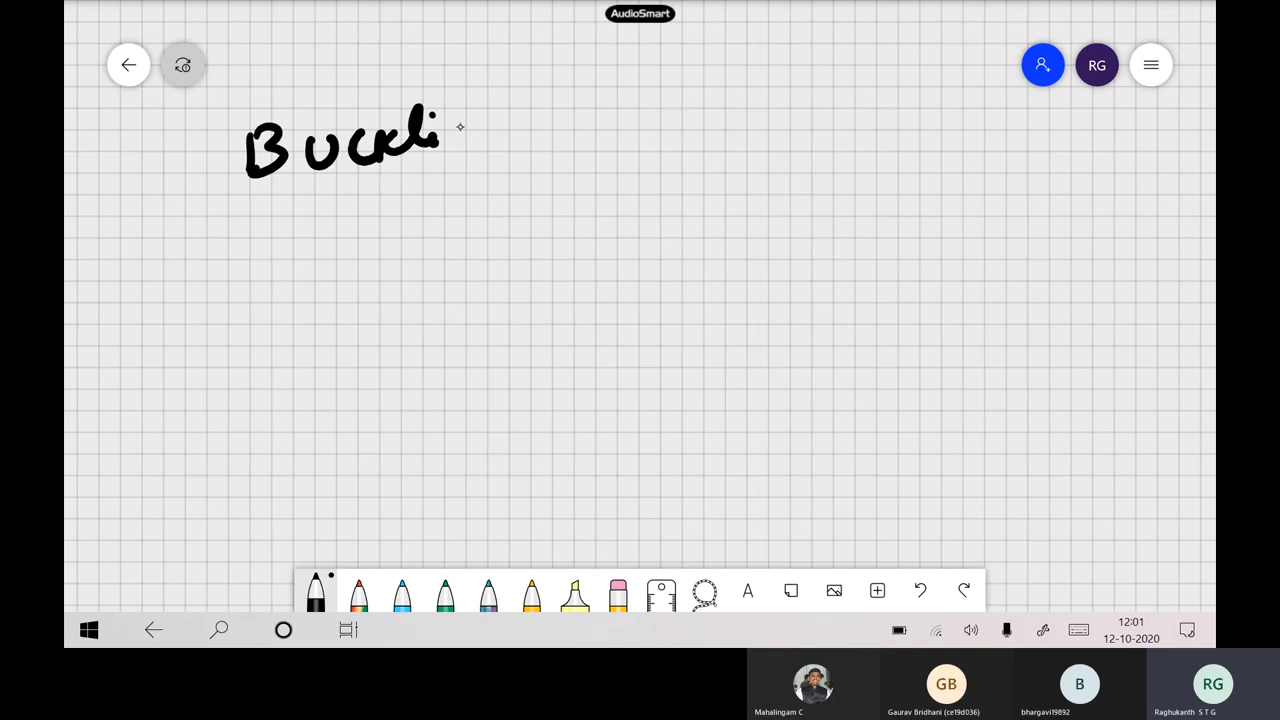 AudioSmart
RG
Buckli
A
12:01
12-10-2020
GB
B
RG
Mahalingam C
Gaurav Bridhani (ce19d036)
bhargavi19892
Raghukanth S T G